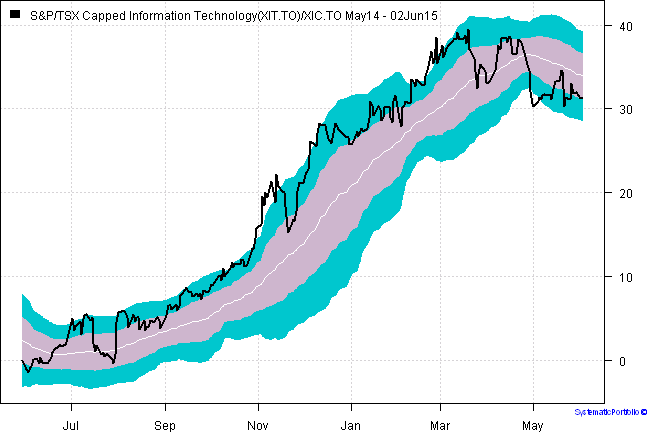 S&P/TSX Capped Information Technology(XIT.TO)/XIC.TO May14 - 02Jun15
40
30
20
10
0
Jul Sep Nov Jan Mar May
SystematicPortfolio ©